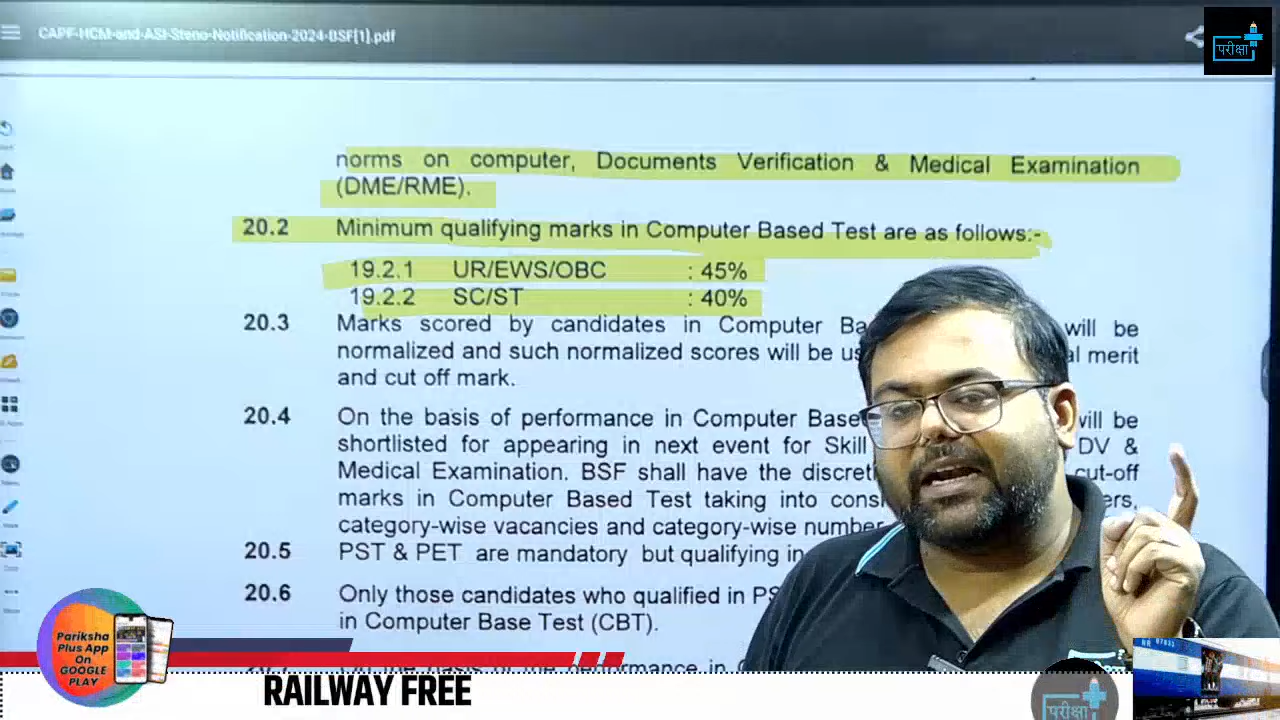 CAPF-HCM-and-ASI-Steno-Notification-2024-BSF[1].pdf
परीक्षा
norms on computer, Documents Verification & Medical Examination
(DME/RME).
20.2 Minimum qualifying marks in Computer Based Test are as follows:-
19.2.1 UR/EWS/OBC : 45%
19.2.2 SC/ST : 40%
20.3 Marks scored by candidates in Computer Ba will be
normalized and such normalized scores will be us al merit
and cut off mark.
20.4 On the basis of performance in Computer Base will be
shortlisted for appearing in next event for Skill DV &
Medical Examination. BSF shall have the discret cut-off
marks in Computer Based Test taking into cons ers,
category-wise vacancies and category-wise number
20.5 PST & PET are mandatory but qualifying in
20.6 Only those candidates who qualified in PS
in Computer Base Test (CBT).
performance in
Pariksha
Plus App
On
GOOGLE
PLAY
RAILWAY FREE
परीक्षा